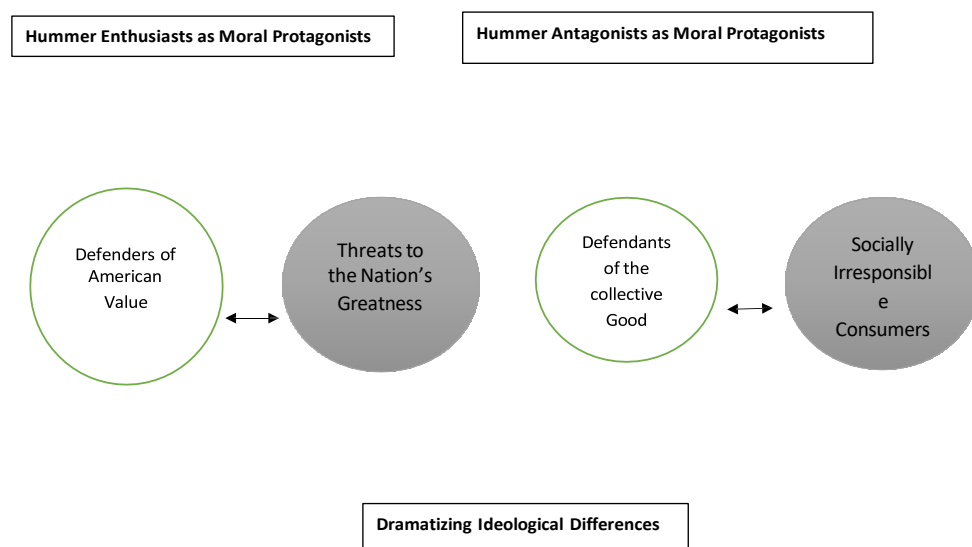 Hummer Enthusiasts as Moral Protagonists
Hummer Antagonists as Moral Protagonists
Defenders of
American
Value
Threats to
the Nation's
Greatness
Defendants
of the
collective
Good
Socially
Irresponsibl
e
Consumers
Dramatizing Ideological Differences